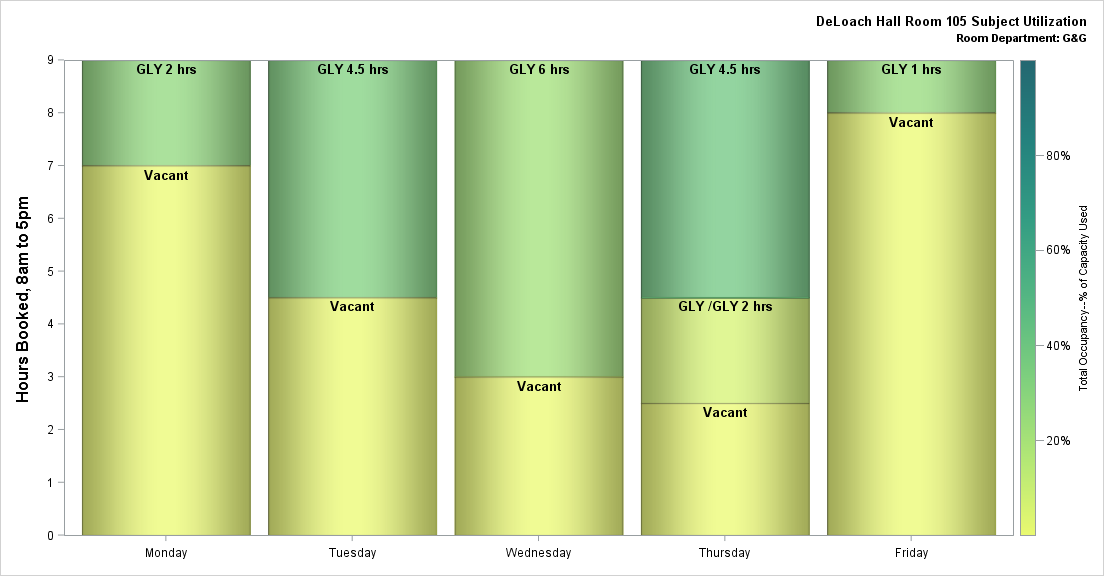 DeLoach Hall Room 105 Subject Utilization
Room Department: G&G
Hours Booked, 8am to 5pm
9
8
7
6
5
4
3
2
1
0
GLY 2 hrs
Vacant
GLY 4.5 hrs
Vacant
GLY 6 hrs
Vacant
GLY 4.5 hrs
GLY /GLY 2 hrs
Vacant
GLY 1 hrs
Vacant
Monday
Tuesday
Wednesday
Thursday
Friday
80%
60%
40%
20%
Total Occupancy--% of Capacity Used